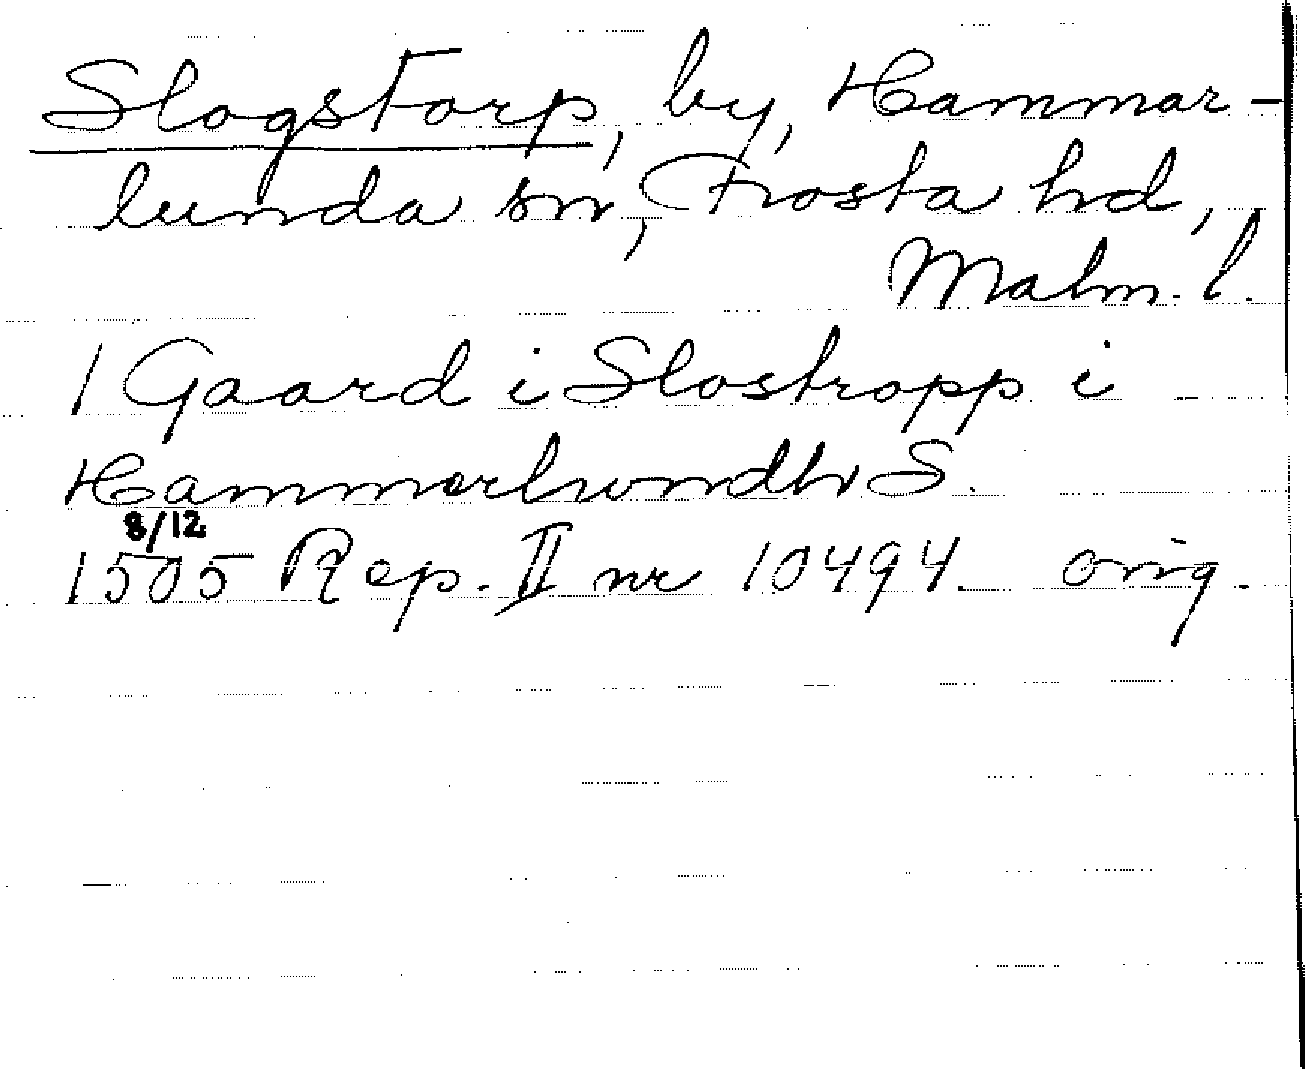 Slogstorp, by, Hammar-
lunda sn, Frosta hd,
Malm. l.
1 Gaard i Slostropp i
Hammerlwndh S.
8/12
1505 Rep. II nr 10494. orig.